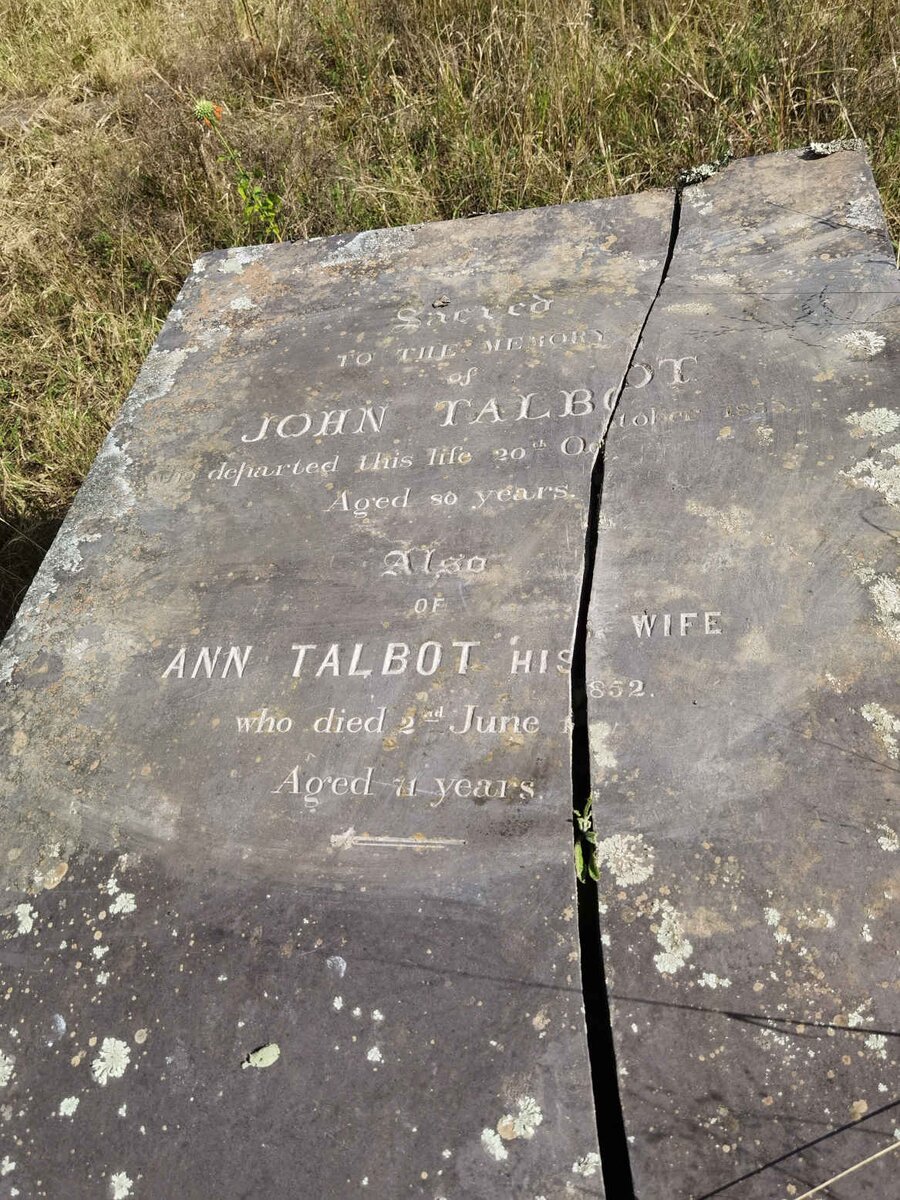 Sacred
TO THE MEMORY
of
JOHN TALBOT
who departed this life 20th October
Aged 80 years.
Also
OF
ANN TALBOT HIS WIFE
who died 2nd June 1852.
Aged 71 years.